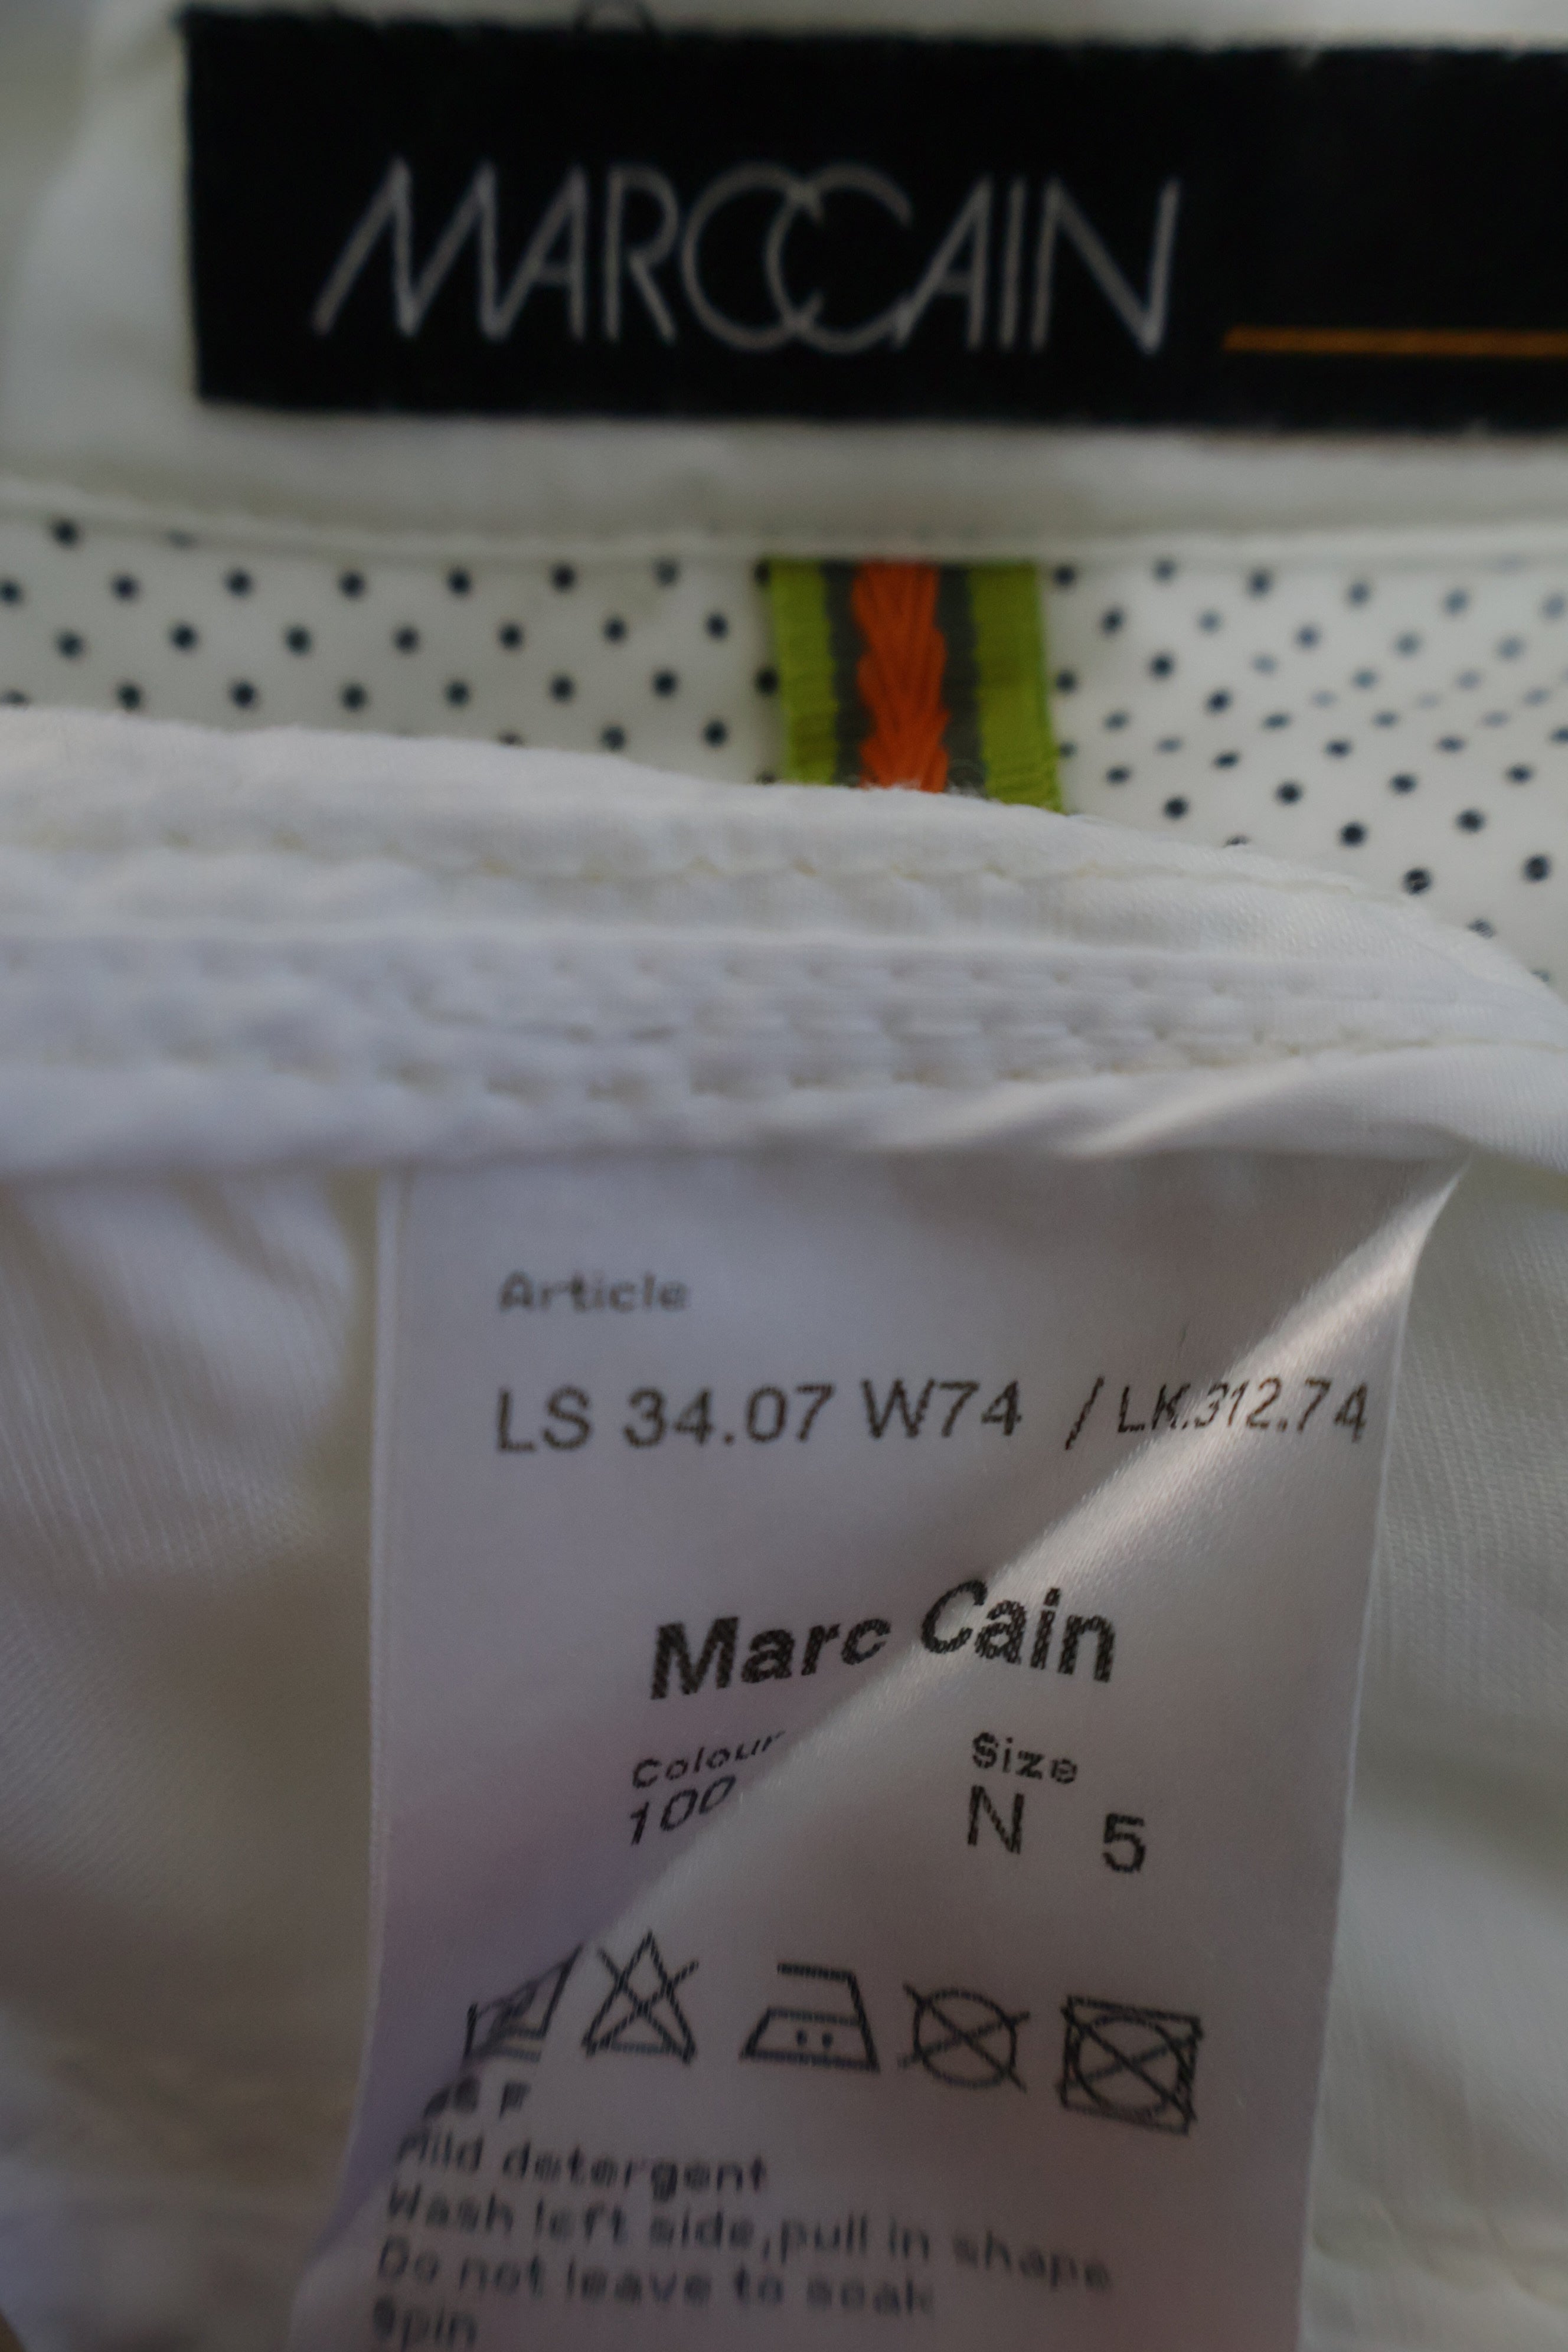 MARCCAIN
Article
LS 34.07 W74 / LK.312.74
Marc Cain
Colour Size
100 N 5
Mild detergent
Wash left side, pull in shape
Do not leave to soak
Spin